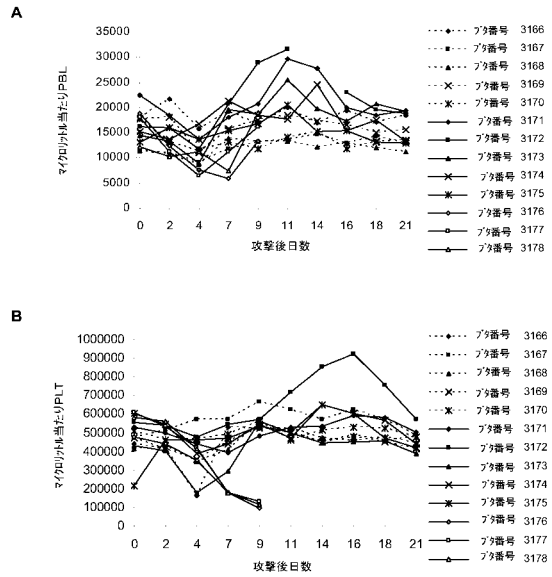 A
マイクロリットル当たりPBL
35000
30000
25000
20000
15000
10000
5000
0
0 2 4 7 9 11 14 16 18 21
攻撃後日数
ブタ番号 3166
ブタ番号 3167
ブタ番号 3168
ブタ番号 3169
ブタ番号 3170
ブタ番号 3171
ブタ番号 3172
ブタ番号 3173
ブタ番号 3174
ブタ番号 3175
ブタ番号 3176
ブタ番号 3177
ブタ番号 3178
B
マイクロリットル当たりPLT
1000000
900000
800000
700000
600000
500000
400000
300000
200000
100000
0
0 2 4 7 9 11 14 16 18 21
攻撃後日数
ブタ番号 3166
ブタ番号 3167
ブタ番号 3168
ブタ番号 3169
ブタ番号 3170
ブタ番号 3171
ブタ番号 3172
ブタ番号 3173
ブタ番号 3174
ブタ番号 3175
ブタ番号 3176
ブタ番号 3177
ブタ番号 3178